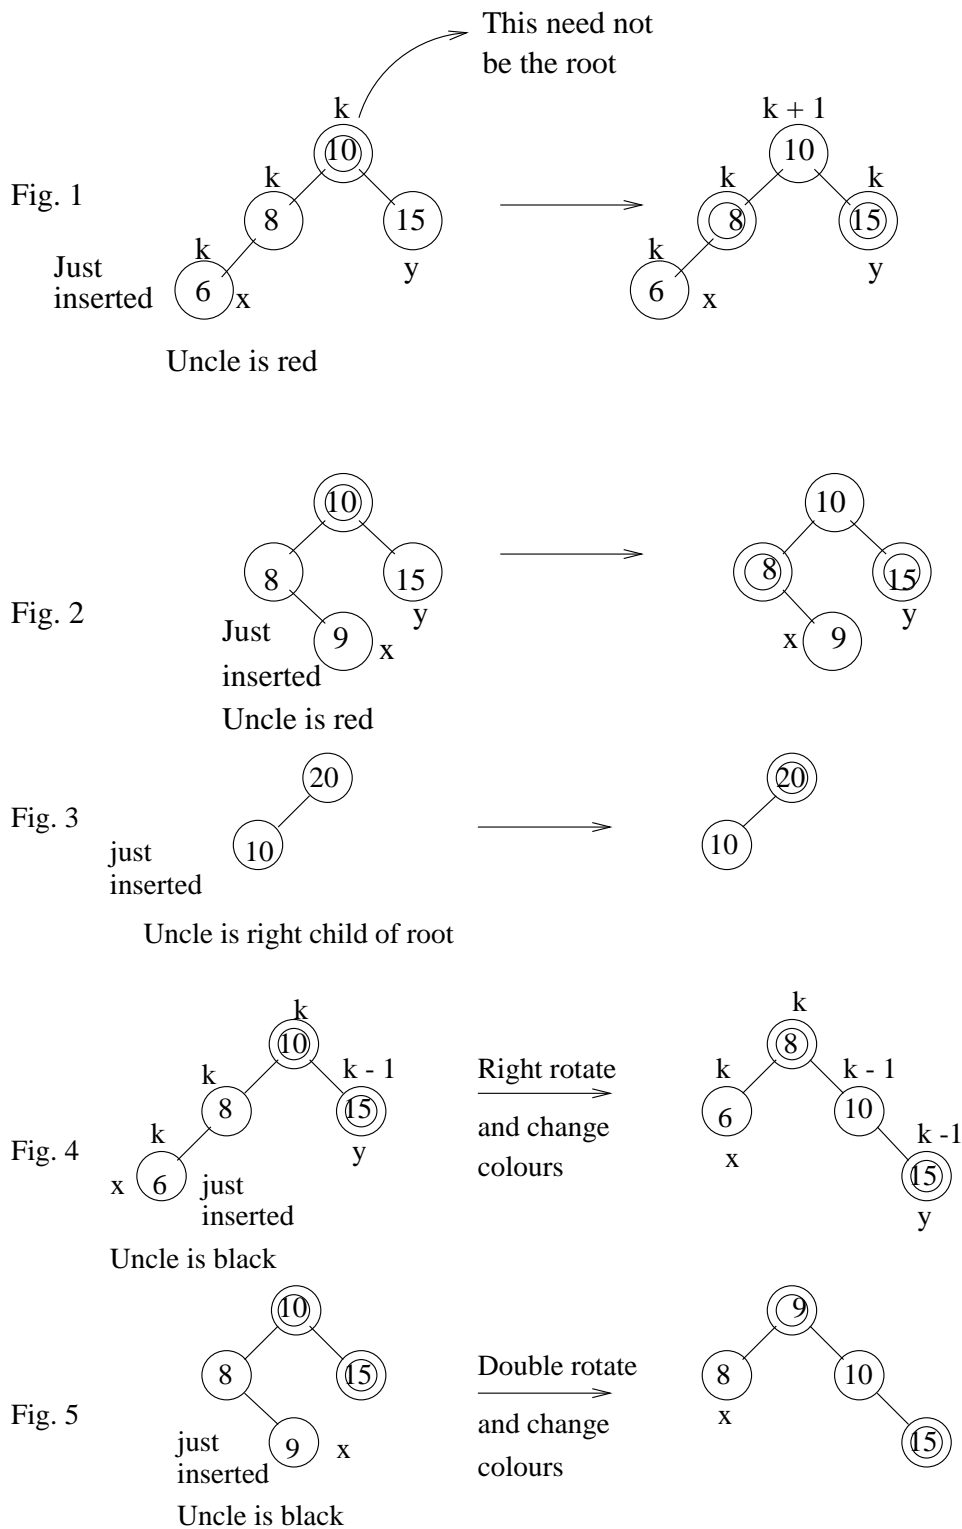 This need not
be the root
k
k + 1
10
10
Fig. 1
k
k
k
8
15
8
15
Just
inserted
k
k
y
y
6
x
6
x
Uncle is red
10
10
8
15
8
15
Fig. 2
y
y
Just
inserted
9
x
x
9
Uncle is red
20
20
Fig. 3
10
10
just
inserted
Uncle is right child of root
k
k
10
8
Fig. 4
k
k - 1
Right rotate
and change
colours
k
k - 1
8
15
6
10
k
y
x
k -1
x
6
just
inserted
15
y
Uncle is black
10
9
8
15
Double rotate
and change
colours
8
10
Fig. 5
x
just
inserted
9
x
15
Uncle is black